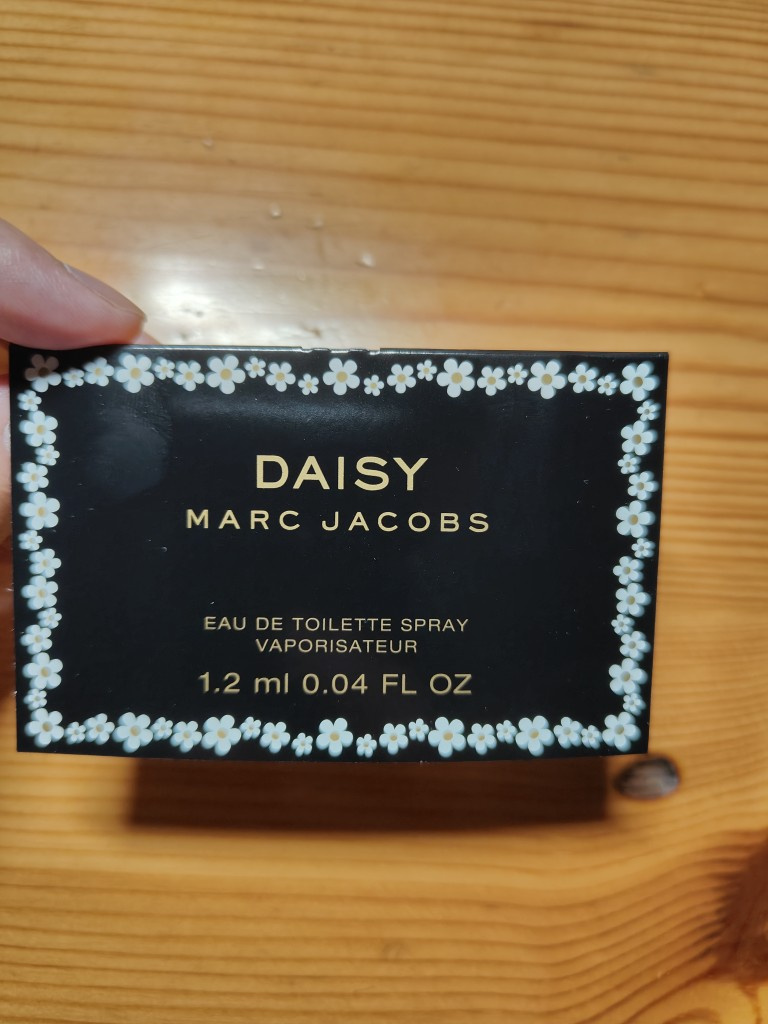 DAISY
MARC JACOBS
EAU DE TOILETTE SPRAY
VAPORISATEUR
1.2 ml 0.04 FL OZ